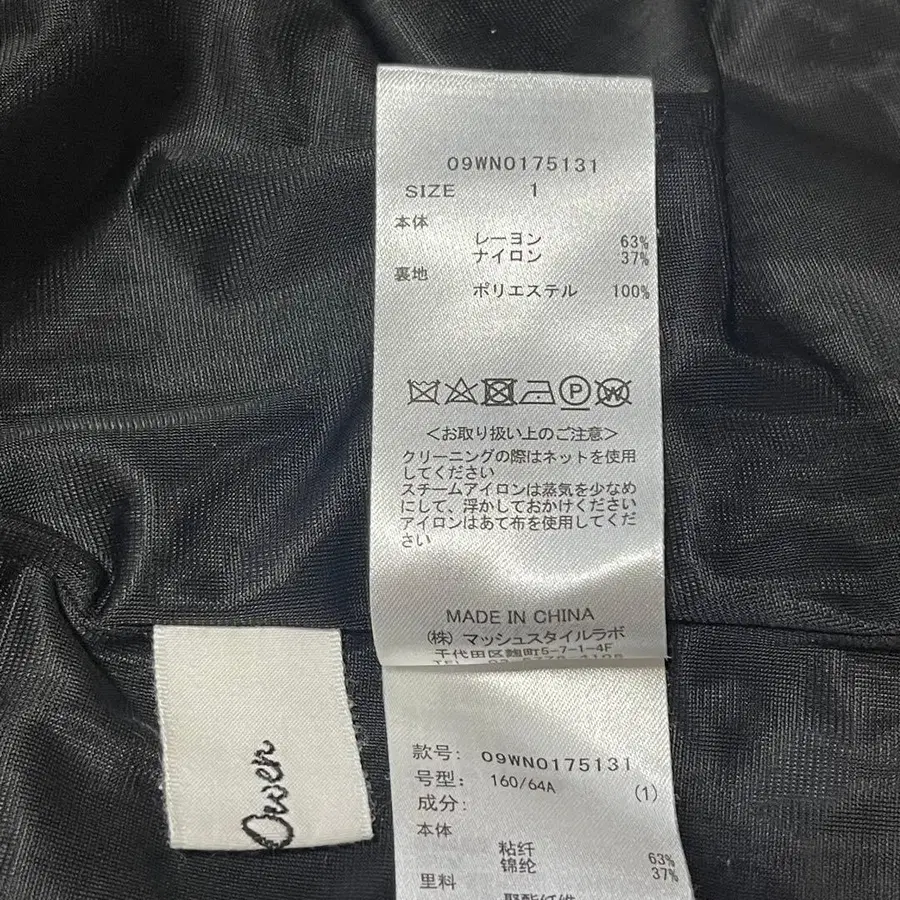 09WN0175131
SIZE 1
本体
レーヨン 63%
ナイロン 37%
裏地
ポリエステル 100%
P W
<お取り扱い上のご注意>
クリーニングの際はネットを使用
してください
スチームアイロンは蒸気を少なめ
にして、浮かしておかけください
アイロンはあて布を使用してくだ
さい
MADE IN CHINA
(株) マッシュスタイルラボ
千代田区麹町5-7-1-4F
TEL
Owen
款号: 09WN0175131
号型: 160/64A (1)
成分:
本体
粘纤 63%
锦纶 37%
里料
聚酯纤维